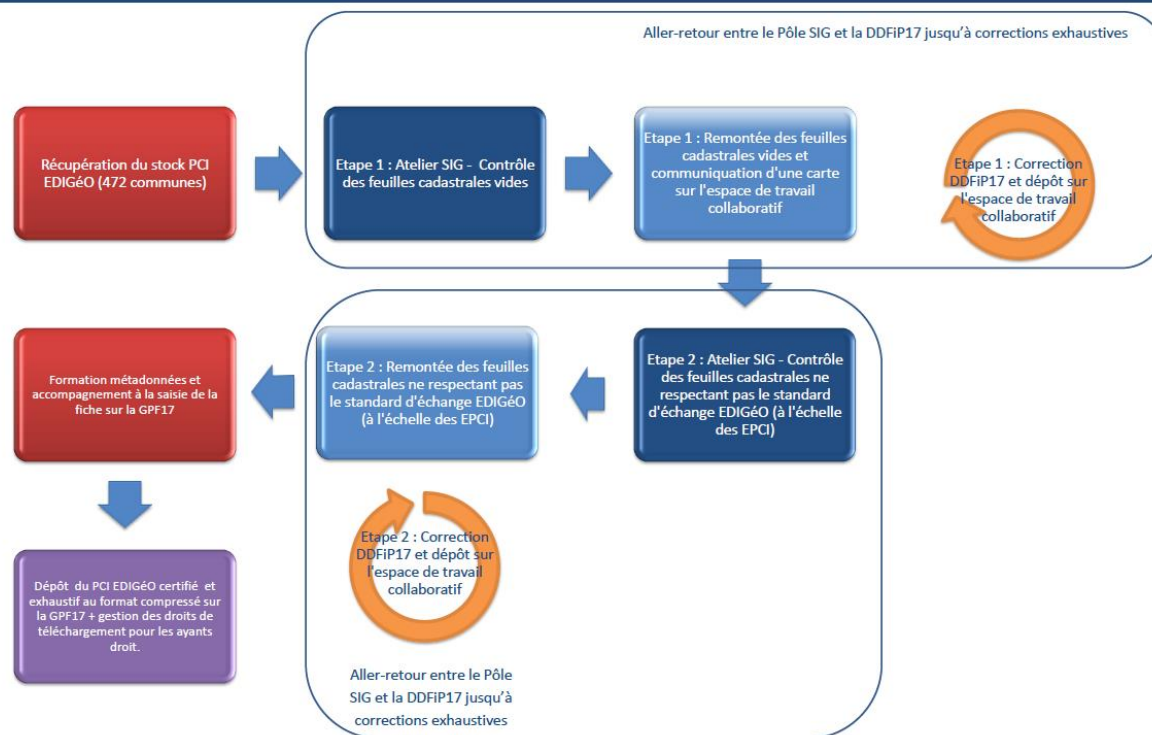 Aller-retour entre le Pôle SIG et la DDFiP17 jusqu'à corrections exhaustives
Récupération du stock PCI
EDIGéO (472 communes)
Etape 1 : Atelier SIG - Contrôle
des feuilles cadastrales vides
Etape 1 : Remontée des feuilles
cadastrales vides et
communiquation d'une carte
sur l'espace de travail
collaboratif
Etape 1 : Correction
DDFiP17 et dépôt sur
l'espace de travail
collaboratif
Formation métadonnées et
accompagnement à la saisie de la
fiche sur la GPF17
Etape 2 : Remontée des feuilles
cadastrales ne respectant pas
le standard d'échange EDIGéO
(à l'échelle des EPCI)
Etape 2 : Atelier SIG - Contrôle
des feuilles cadastrales ne
respectant pas le standard
d'échange EDIGéO (à l'échelle
des EPCI)
Etape 2 : Correction
DDFiP17 et dépôt sur
l'espace de travail
collaboratif
Dépôt du PCI EDIGéO certifié et
exhaustif au format compressé sur
la GPF17 + gestion des droits de
téléchargement pour les ayants
droit.
Aller-retour entre le Pôle
SIG et la DDFiP17 jusqu'à
corrections exhaustives